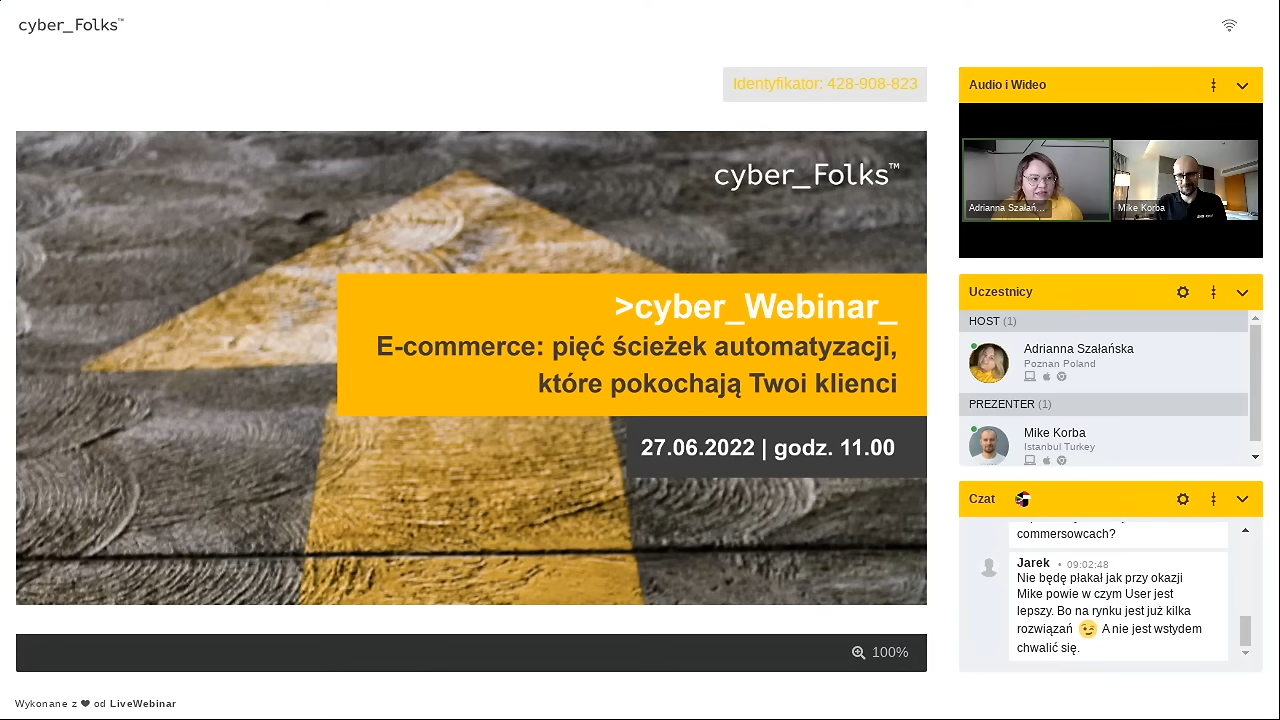 cyber_Folks™
Identyfikator: 428-908-823
cyber_Folks™
>cyber_Webinar_
E-commerce: pięć ścieżek automatyzacji,
które pokochają Twoi klienci
27.06.2022 | godz. 11.00
100%
Wykonane z ♥ od LiveWebinar
Audio i Wideo
Adrianna Szałań...
Mike Korba
Uczestnicy
HOST (1)
Adrianna Szałańska
Poznan Poland
PREZENTER (1)
Mike Korba
Istanbul Turkey
Czat
commersowcach?
Jarek • 09:02:48
Nie będę płakał jak przy okazji
Mike powie w czym User jest
lepszy. Bo na rynku jest już kilka
rozwiązań 😉 A nie jest wstydem
chwalić się.